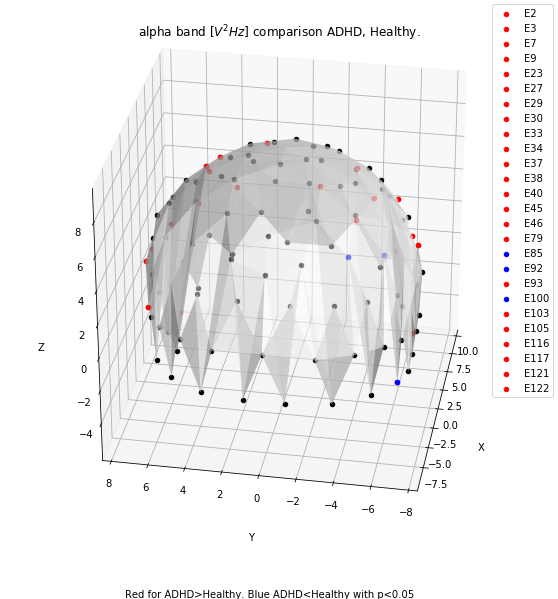 alpha band [V²Hz] comparison ADHD, Healthy.
E2
E3
E7
E9
E23
E27
E29
E30
E33
E34
E37
E38
E40
E45
E46
E79
E85
E92
E93
E100
E103
E105
E116
E117
E121
E122
8
6
4
2
0
−2
−4
Z
10.0
7.5
5.0
2.5
0.0
−2.5
−5.0
−7.5
X
8
6
4
2
0
−2
−4
−6
−8
Y
Red for ADHD>Healthy. Blue ADHD<Healthy with p<0.05